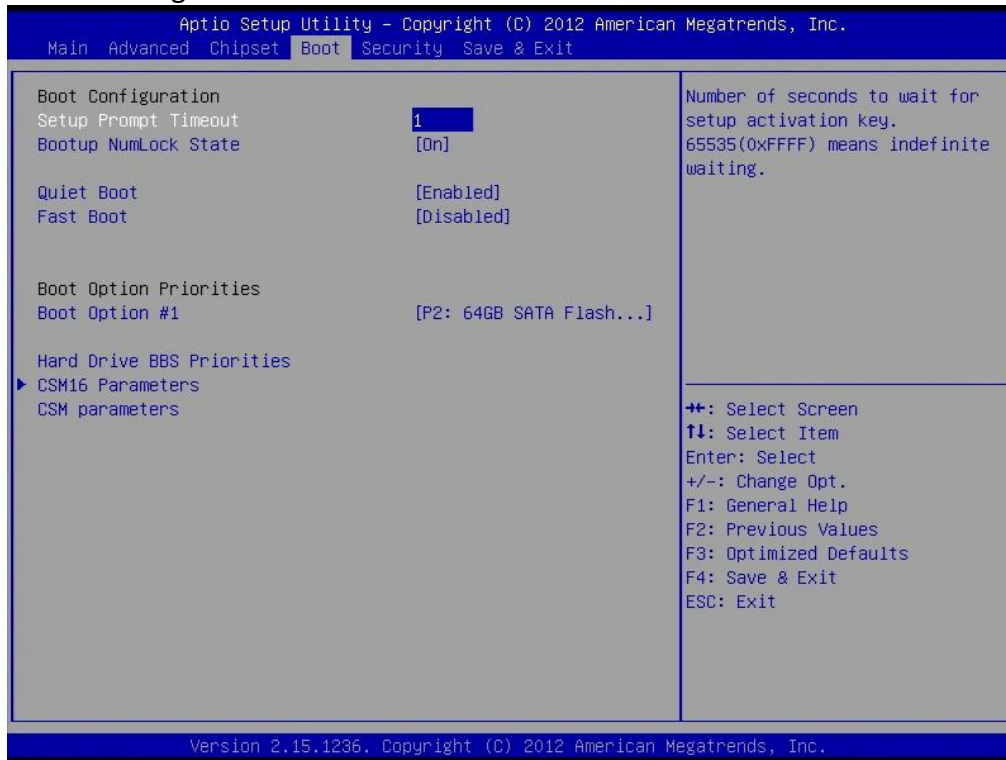 Aptio Setup Utility - Copyright (C) 2012 American Megatrends, Inc.
Main Advanced Chipset Boot Security Save & Exit
Boot Configuration
Setup Prompt Timeout 1
Bootup NumLock State [On]
Quiet Boot [Enabled]
Fast Boot [Disabled]
Boot Option Priorities
Boot Option #1 [P2: 64GB SATA Flash...]
Hard Drive BBS Priorities
CSM16 Parameters
CSM parameters
Number of seconds to wait for
setup activation key.
65535(0xFFFF) means indefinite
waiting.
→←: Select Screen
↑↓: Select Item
Enter: Select
+/-: Change Opt.
F1: General Help
F2: Previous Values
F3: Optimized Defaults
F4: Save & Exit
ESC: Exit
Version 2.15.1236. Copyright (C) 2012 American Megatrends, Inc.